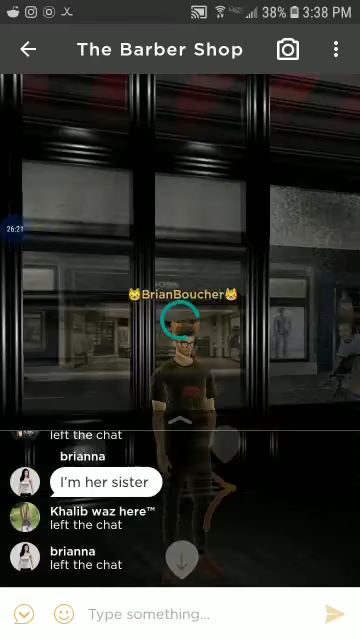 38% 3:38 PM
The Barber Shop
26:21
🐱BrianBoucher🐱
left the chat
brianna
I'm her sister
Khalib waz here™
left the chat
brianna
left the chat
Type something...